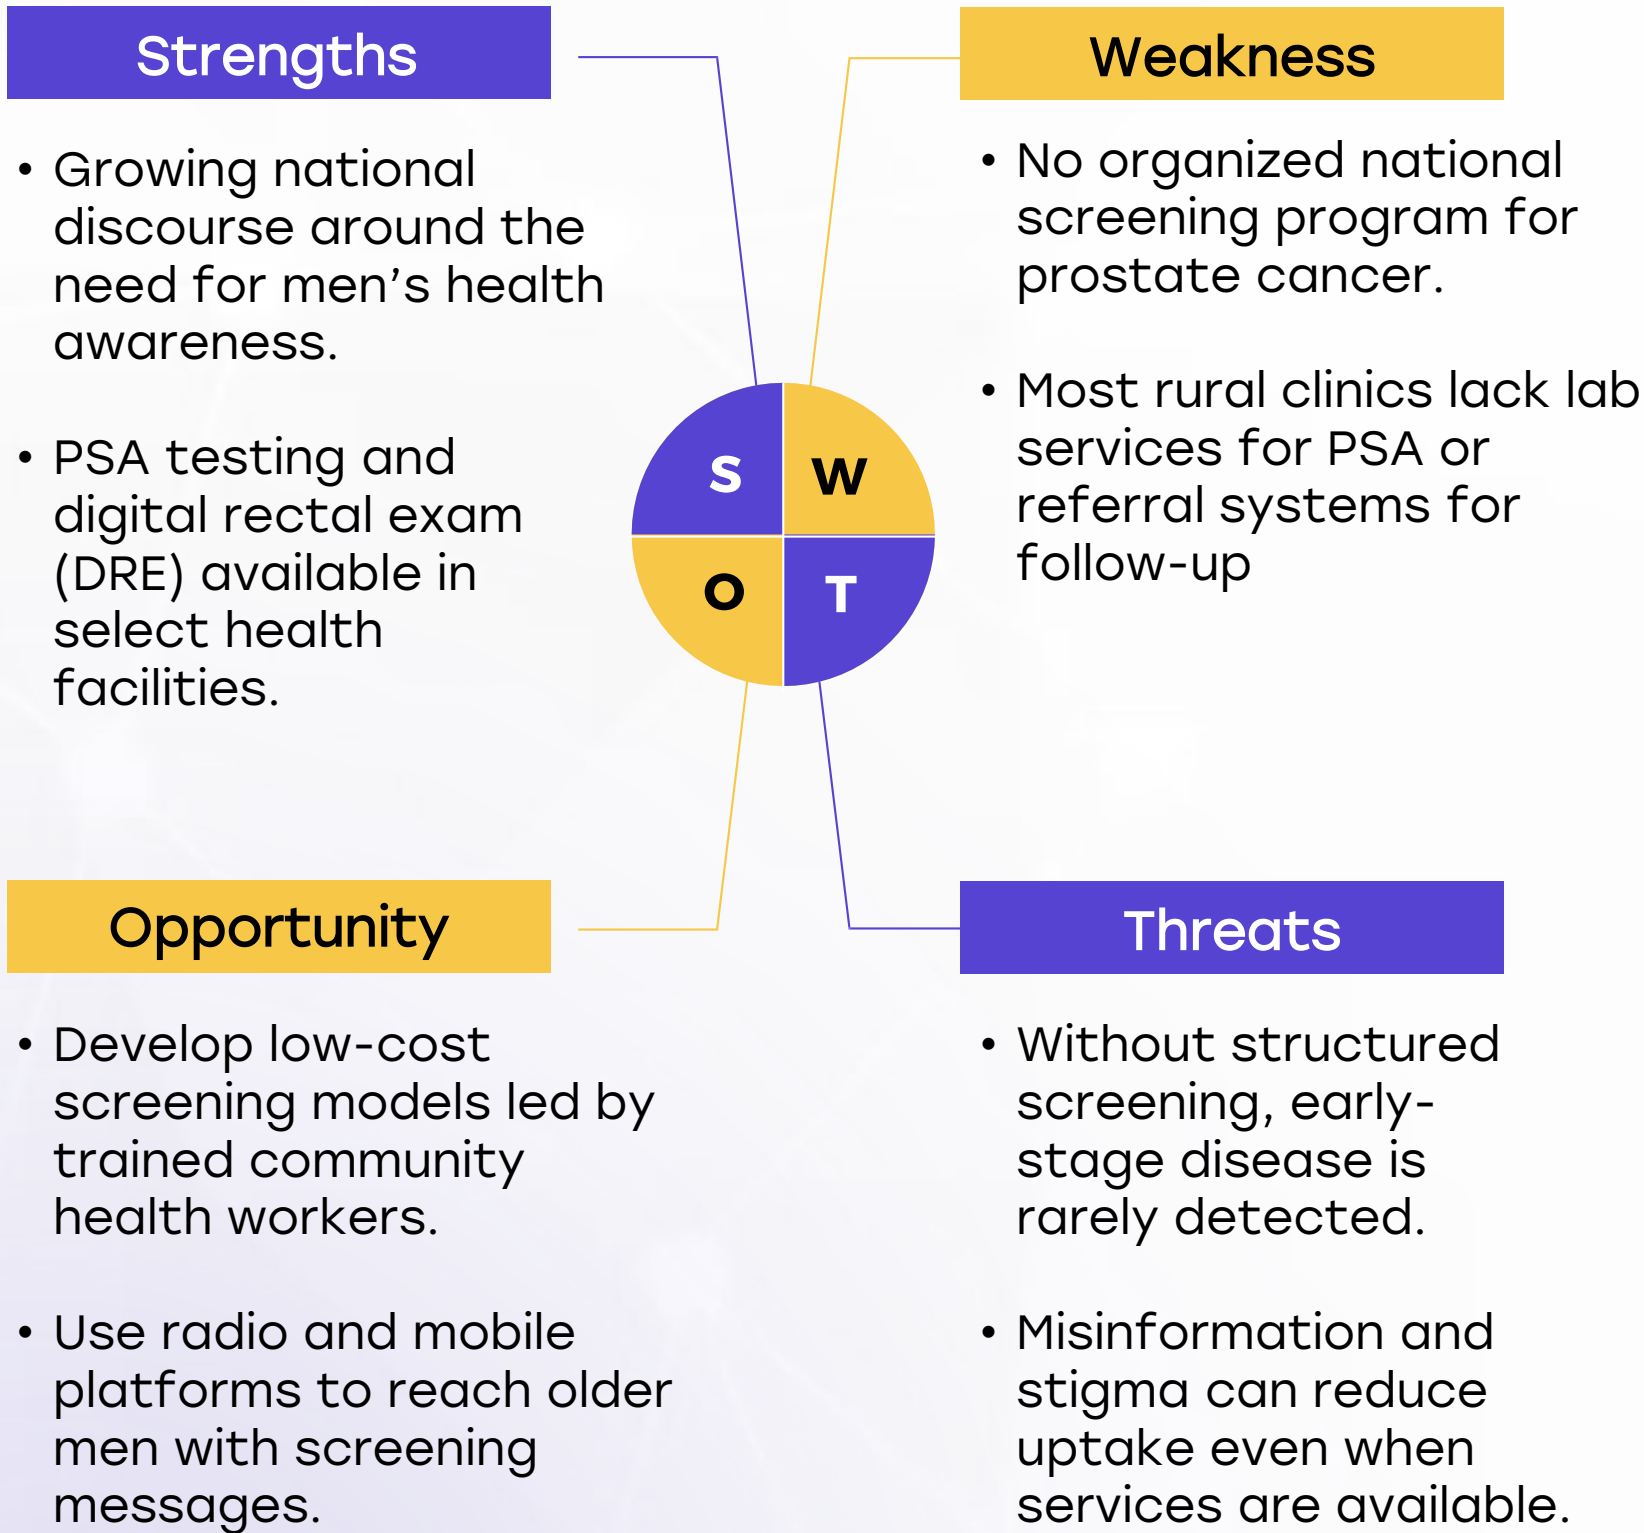 Strengths
• Growing national
discourse around the
need for men’s health
awareness.
• PSA testing and
digital rectal exam
(DRE) available in
select health
facilities.
Weakness
• No organized national
screening program for
prostate cancer.
• Most rural clinics lack lab
services for PSA or
referral systems for
follow-up
S
W
O
T
Opportunity
• Develop low-cost
screening models led by
trained community
health workers.
• Use radio and mobile
platforms to reach older
men with screening
messages.
Threats
• Without structured
screening, early-
stage disease is
rarely detected.
• Misinformation and
stigma can reduce
uptake even when
services are available.